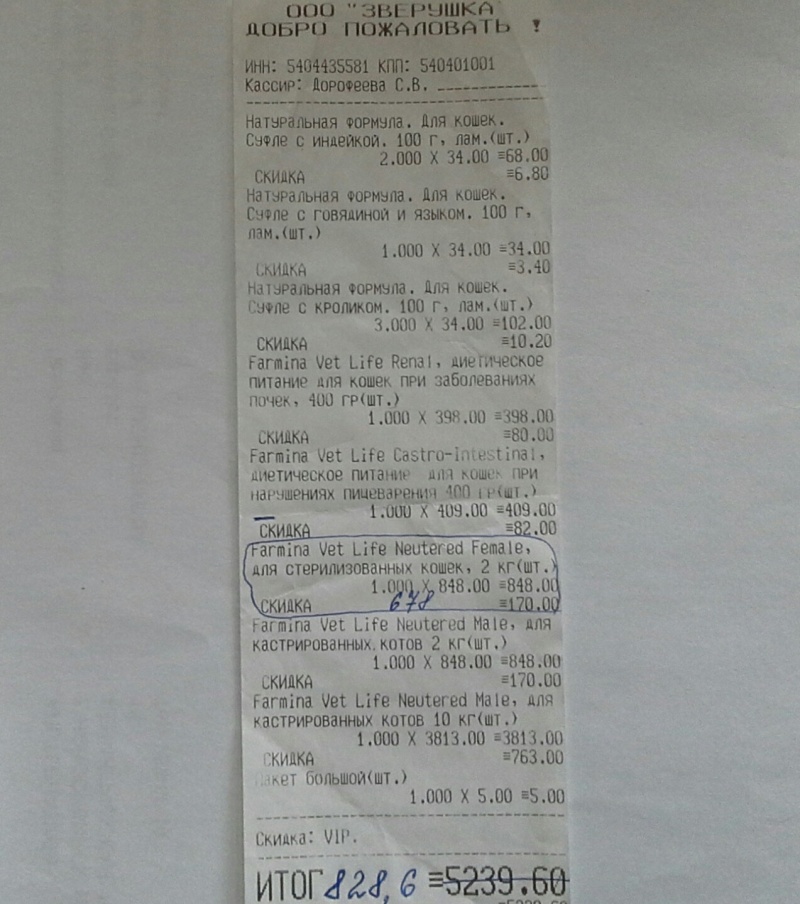 ООО "ЗВЕРУШКА
ДОБРО ПОЖАЛОВАТЬ !
ИНН: 5404435581 КПП: 540401001
Кассир: Дорофеева С.В.
Натуральная формула. Для кошек.
Суфле с индейкой. 100 г, лам.(шт.)
2.000 X 34.00 ≡68.00
СКИДКА ≡6.80
Натуральная формула. Для кошек.
Суфле с говядиной и языком. 100 г,
лам.(шт.)
1.000 X 34.00 ≡34.00
СКИДКА ≡3.40
Натуральная формула. Для кошек.
Суфле с кроликом. 100 г, лам.(шт.)
3.000 X 34.00 ≡102.00
СКИДКА ≡10.20
Farmina Vet Life Renal, диетическое
питание для кошек при заболеваниях
почек, 400 гр(шт.)
1.000 X 398.00 ≡398.00
СКИДКА ≡80.00
Farmina Vet Life Castro-Intestinal,
диетическое питание для кошек при
нарушениях пищеварения 400 гр(шт.)
1.000 X 409.00 ≡409.00
СКИДКА ≡82.00
Farmina Vet Life Neutered Female,
для стерилизованных кошек, 2 кг(шт.)
1.000 X 848.00 ≡848.00
СКИДКА 678 ≡170.00
Farmina Vet Life Neutered Male, для
кастрированных котов 2 кг(шт.)
1.000 X 848.00 ≡848.00
СКИДКА ≡170.00
Farmina Vet Life Neutered Male, для
кастрированных котов 10 кг(шт.)
1.000 X 3813.00 ≡3813.00
СКИДКА ≡763.00
Пакет большой(шт.)
1.000 X 5.00 ≡5.00
Скидка: VIP.
ИТОГ 828,6 ≡5239.60